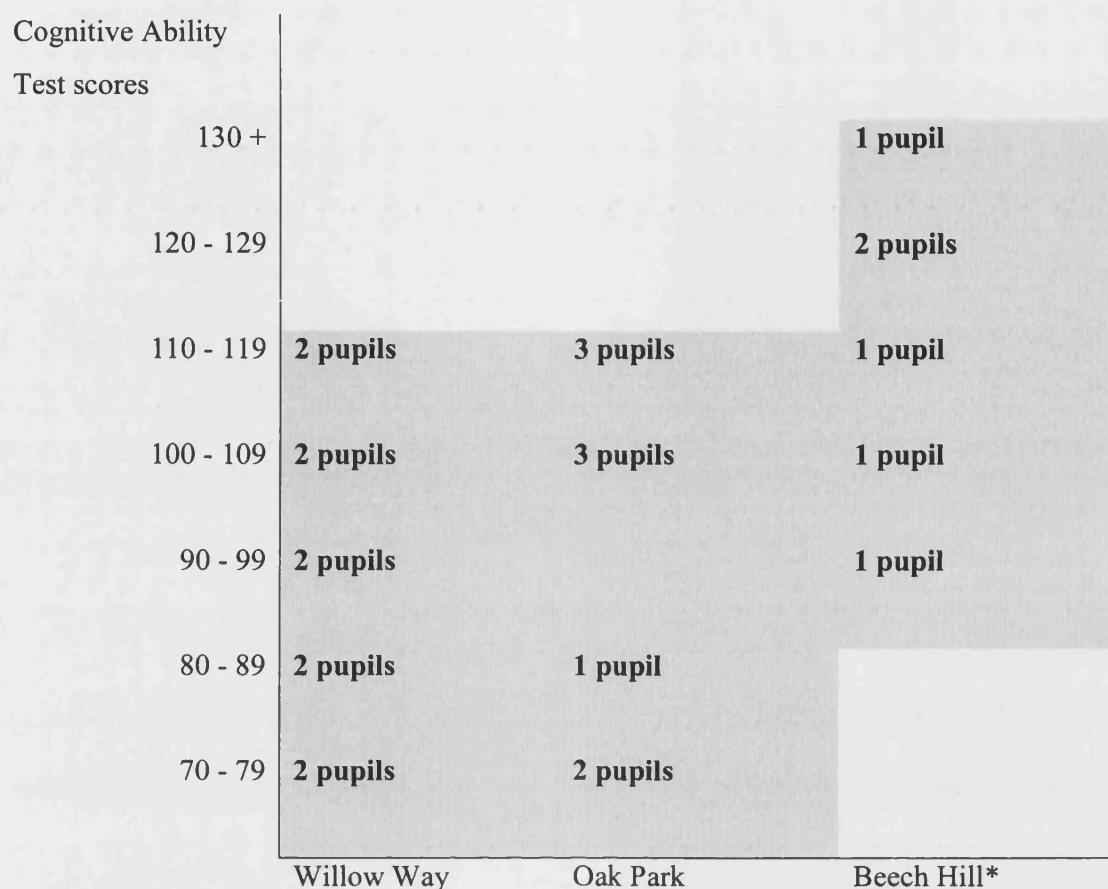 Cognitive Ability
Test scores
130 + 1 pupil
120 - 129 2 pupils
110 - 119 2 pupils 3 pupils 1 pupil
100 - 109 2 pupils 3 pupils 1 pupil
90 - 99 2 pupils 1 pupil
80 - 89 2 pupils 1 pupil
70 - 79 2 pupils 2 pupils
Willow Way Oak Park Beech Hill*